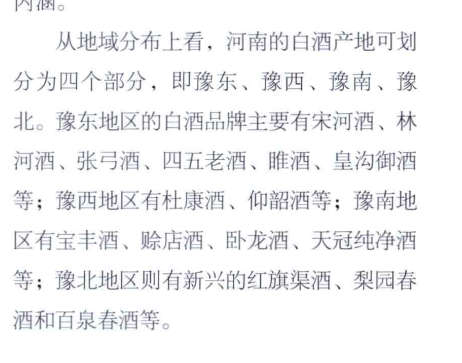 内涵。
从地域分布上看，河南的白酒产地可划
分为四个部分，即豫东、豫西、豫南、豫
北。豫东地区的白酒品牌主要有宋河酒、林
河酒、张弓酒、四五老酒、睢酒、皇沟御酒
等；豫西地区有杜康酒、仰韶酒等；豫南地
区有宝丰酒、赊店酒、卧龙酒、天冠纯净酒
等；豫北地区则有新兴的红旗渠酒、梨园春
酒和百泉春酒等。